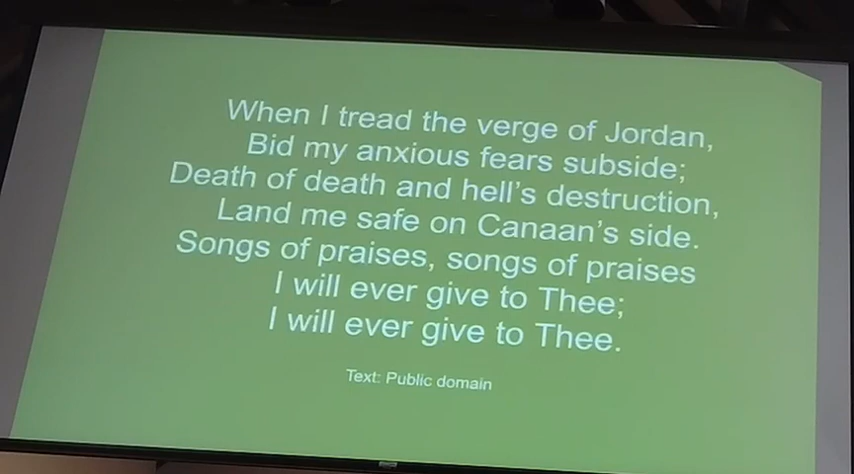 When I tread the verge of Jordan,
Bid my anxious fears subside;
Death of death and hell's destruction,
Land me safe on Canaan's side.
Songs of praises, songs of praises
I will ever give to Thee;
I will ever give to Thee.
Text: Public domain